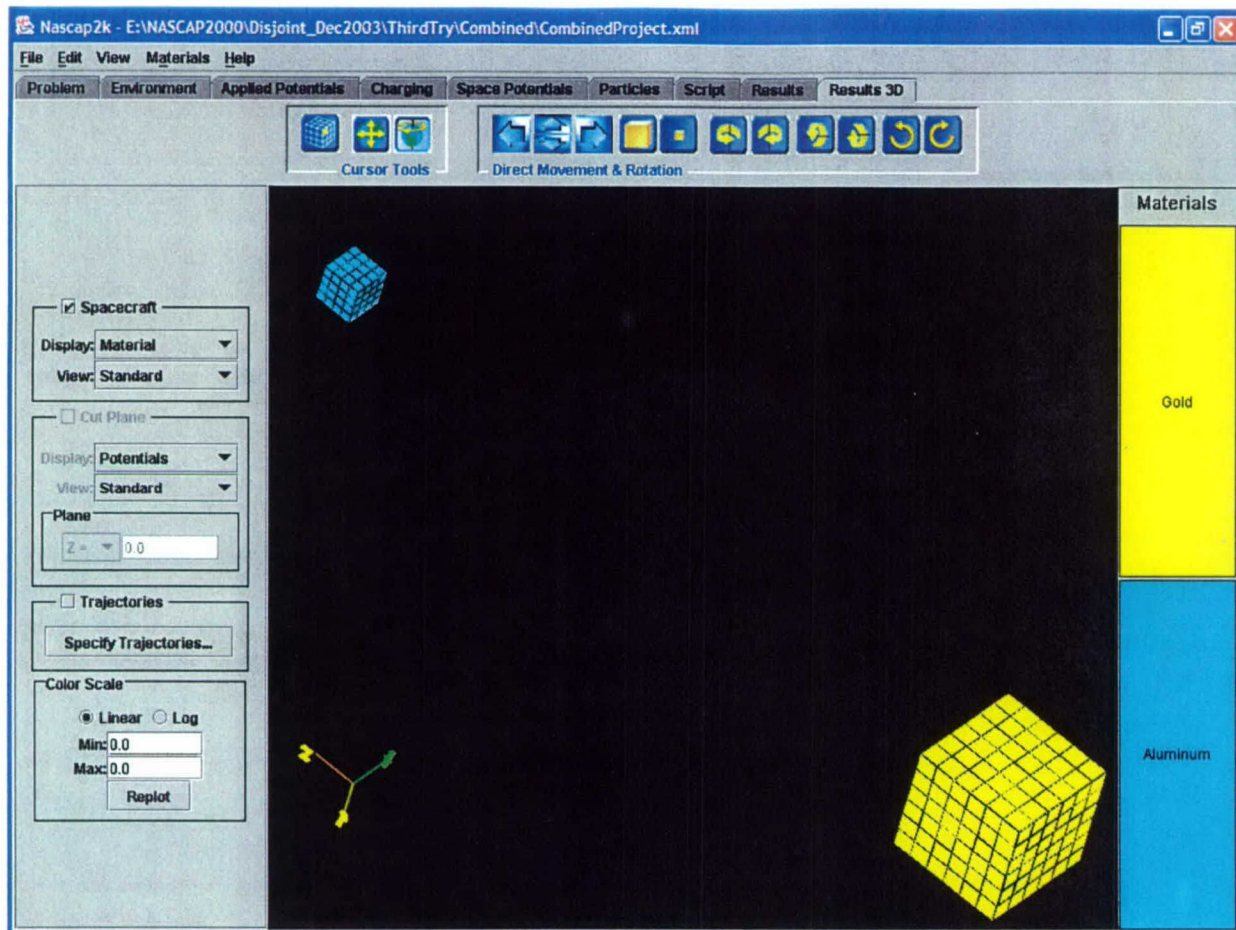 Nascap2k - E:\NASCAP2000\Disjoint_Dec2003\ThirdTry\Combined\CombinedProject.xml
File Edit View Materials Help
Problem Environment Applied Potentials Charging Space Potentials Particles Script Results Results 3D
Cursor Tools
Direct Movement & Rotation
Spacecraft
Display: Material
View: Standard
Cut Plane
Display: Potentials
View: Standard
Plane
Z = 0.0
Trajectories
Specify Trajectories...
Color Scale
Linear Log
Min: 0.0
Max: 0.0
Replot
Z
Materials
Gold
Aluminum